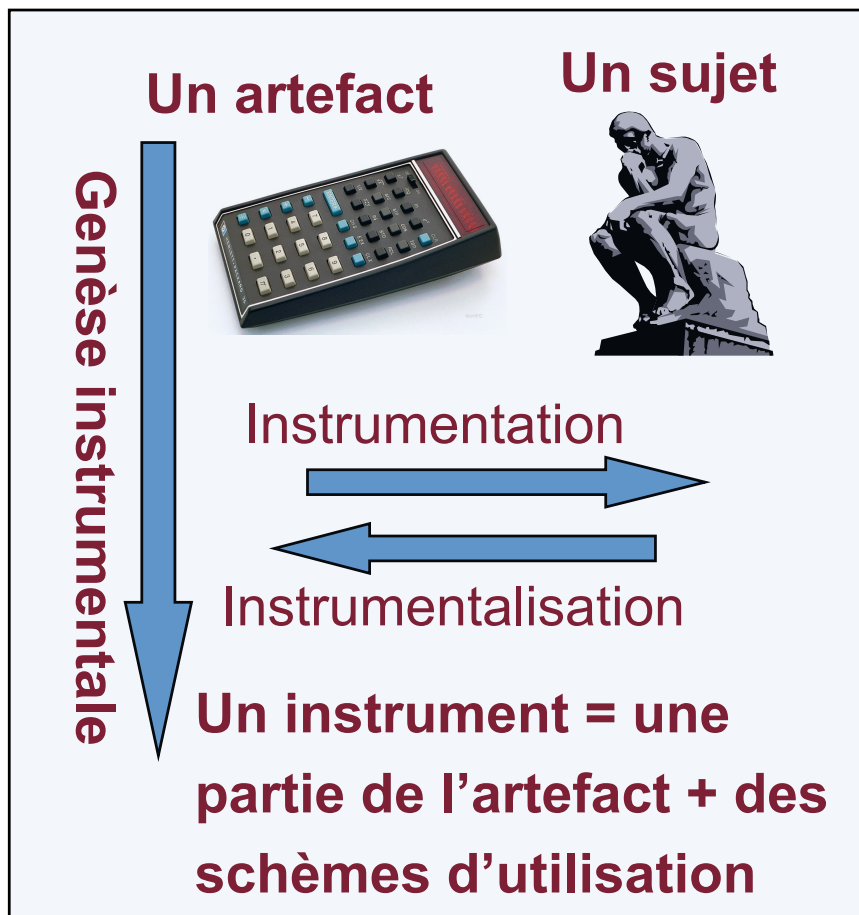 Un artefact
Un sujet
Genèse instrumentale
Instrumentation
Instrumentalisation
Un instrument = une
partie de l’artefact + des
schèmes d’utilisation